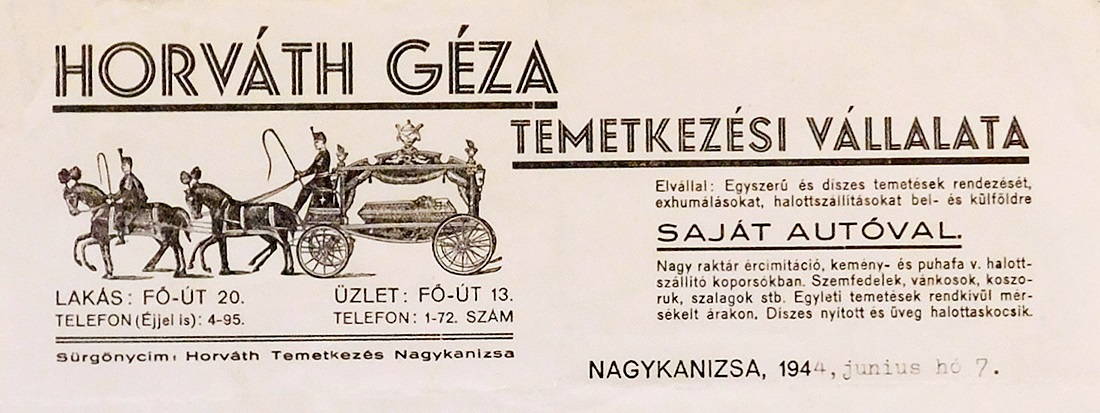 HORVÁTH GÉZA
TEMETKEZÉSI VÁLLALATA
Elvállal: Egyszerű és díszes temetések rendezését,
exhumálásokat, halottszállításokat bel- és külföldre
SAJÁT AUTÓVAL.
Nagy raktár ércimitáció, kemény- és puhafa v. halott-
szállító koporsókban. Szemfedelek, vánkosok, koszo-
ruk, szalagok stb. Egyleti temetések rendkívül mér-
sékelt árakon. Díszes nyitott és üveg halottaskocsik.
LAKÁS: FŐ-ÚT 20.
TELEFON (Éjjel is): 4-95.
ÜZLET: FŐ-ÚT 13.
TELEFON: 1-72. SZÁM
Sürgönycím: Horváth Temetkezés Nagykanizsa
NAGYKANIZSA, 1944, junius hó 7.